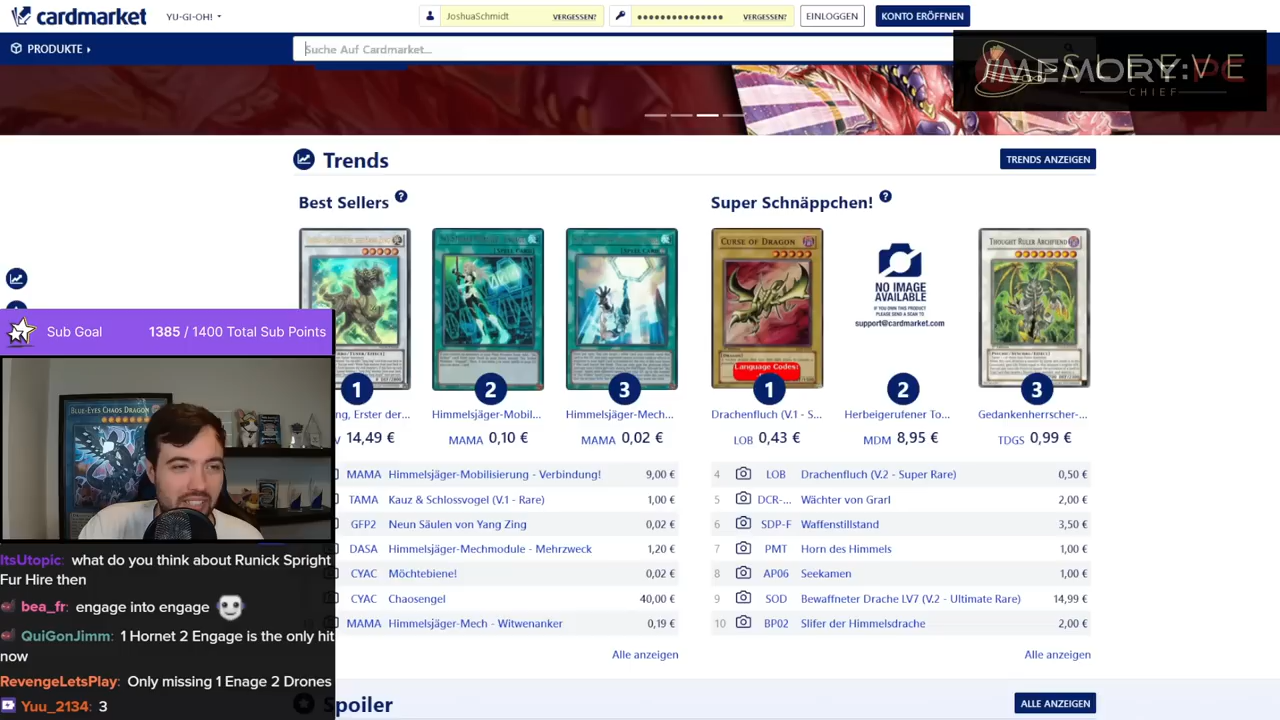 cardmarket
YU-GI-OH!
JoshuaSchmidt
VERGESSEN?
VERGESSEN?
EINLOGGEN
KONTO ERÖFFNEN
PRODUKTE
Suche Auf Cardmarket...
CHIEF
Trends
TRENDS ANZEIGEN
Best Sellers
Super Schnäppchen!
CURSE OF DRAGON
Language Codes:
NO IMAGE
AVAILABLE
IF YOU OWN THIS PRODUCT
PLEASE SEND A SCAN TO
support@cardmarket.com
THOUGHT RULER ARCHFIEND
1
2
3
1
2
3
ng, Erster der...
Himmelsjäger-Mobil...
Himmelsjäger-Mech...
Drachenfluch (V.1 - S...
Herbeigerufener To...
Gedankenherrscher-...
14,49 €
MAMA 0,10 €
MAMA 0,02 €
LOB 0,43 €
MDM 8,95 €
TDGS 0,99 €
MAMA Himmelsjäger-Mobilisierung - Verbindung! 9,00 €
TAMA Kauz & Schlossvogel (V.1 - Rare) 1,00 €
GFP2 Neun Säulen von Yang Zing 0,02 €
DASA Himmelsjäger-Mechmodule - Mehrzweck 1,20 €
CYAC Möchtebiene! 0,02 €
CYAC Chaosengel 40,00 €
MAMA Himmelsjäger-Mech - Witwenanker 0,19 €
Alle anzeigen
4 LOB Drachenfluch (V.2 - Super Rare) 0,50 €
5 DCR-... Wächter von Grarl 2,00 €
6 SDP-F Waffenstillstand 3,50 €
7 PMT Horn des Himmels 1,00 €
8 AP06 Seekamen 1,00 €
9 SOD Bewaffneter Drache LV7 (V.2 - Ultimate Rare) 14,99 €
10 BP02 Slifer der Himmelsdrache 2,00 €
Alle anzeigen
Spoiler
ALLE ANZEIGEN
Sub Goal 1385 / 1400 Total Sub Points
BLUE-EYES CHAOS DRAGON
ItsUtopic: what do you think about Runick Spright
Fur Hire then
bea_fr: engage into engage
QuiGonJimm: 1 Hornet 2 Engage is the only hit
now
RevengeLetsPlay: Only missing 1 Enage 2 Drones
Yuu_2134: 3